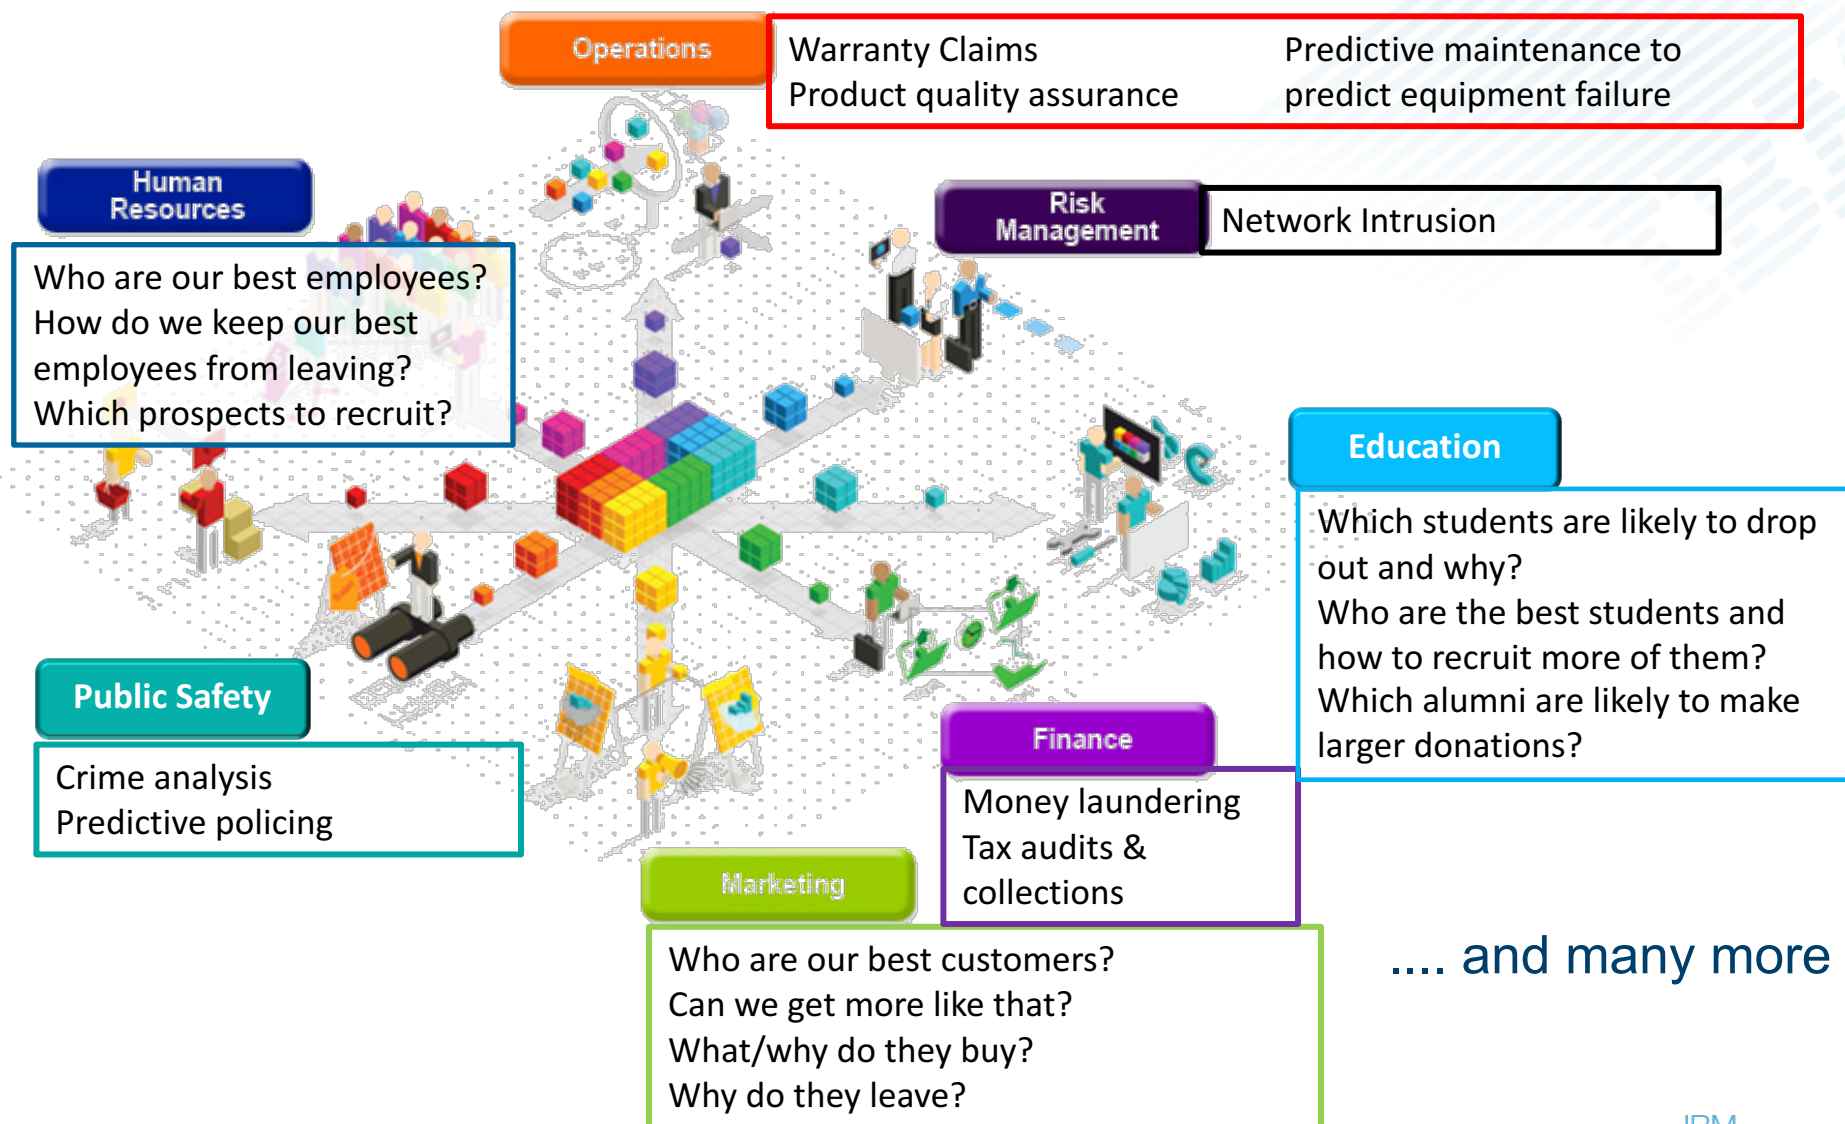 Operations
Warranty Claims
Product quality assurance
Predictive maintenance to
predict equipment failure
Human
Resources
Who are our best employees?
How do we keep our best
employees from leaving?
Which prospects to recruit?
Risk
Management
Network Intrusion
Education
Which students are likely to drop
out and why?
Who are the best students and
how to recruit more of them?
Which alumni are likely to make
larger donations?
Public Safety
Crime analysis
Predictive policing
Finance
Money laundering
Tax audits &
collections
Marketing
Who are our best customers?
Can we get more like that?
What/why do they buy?
Why do they leave?
.... and many more